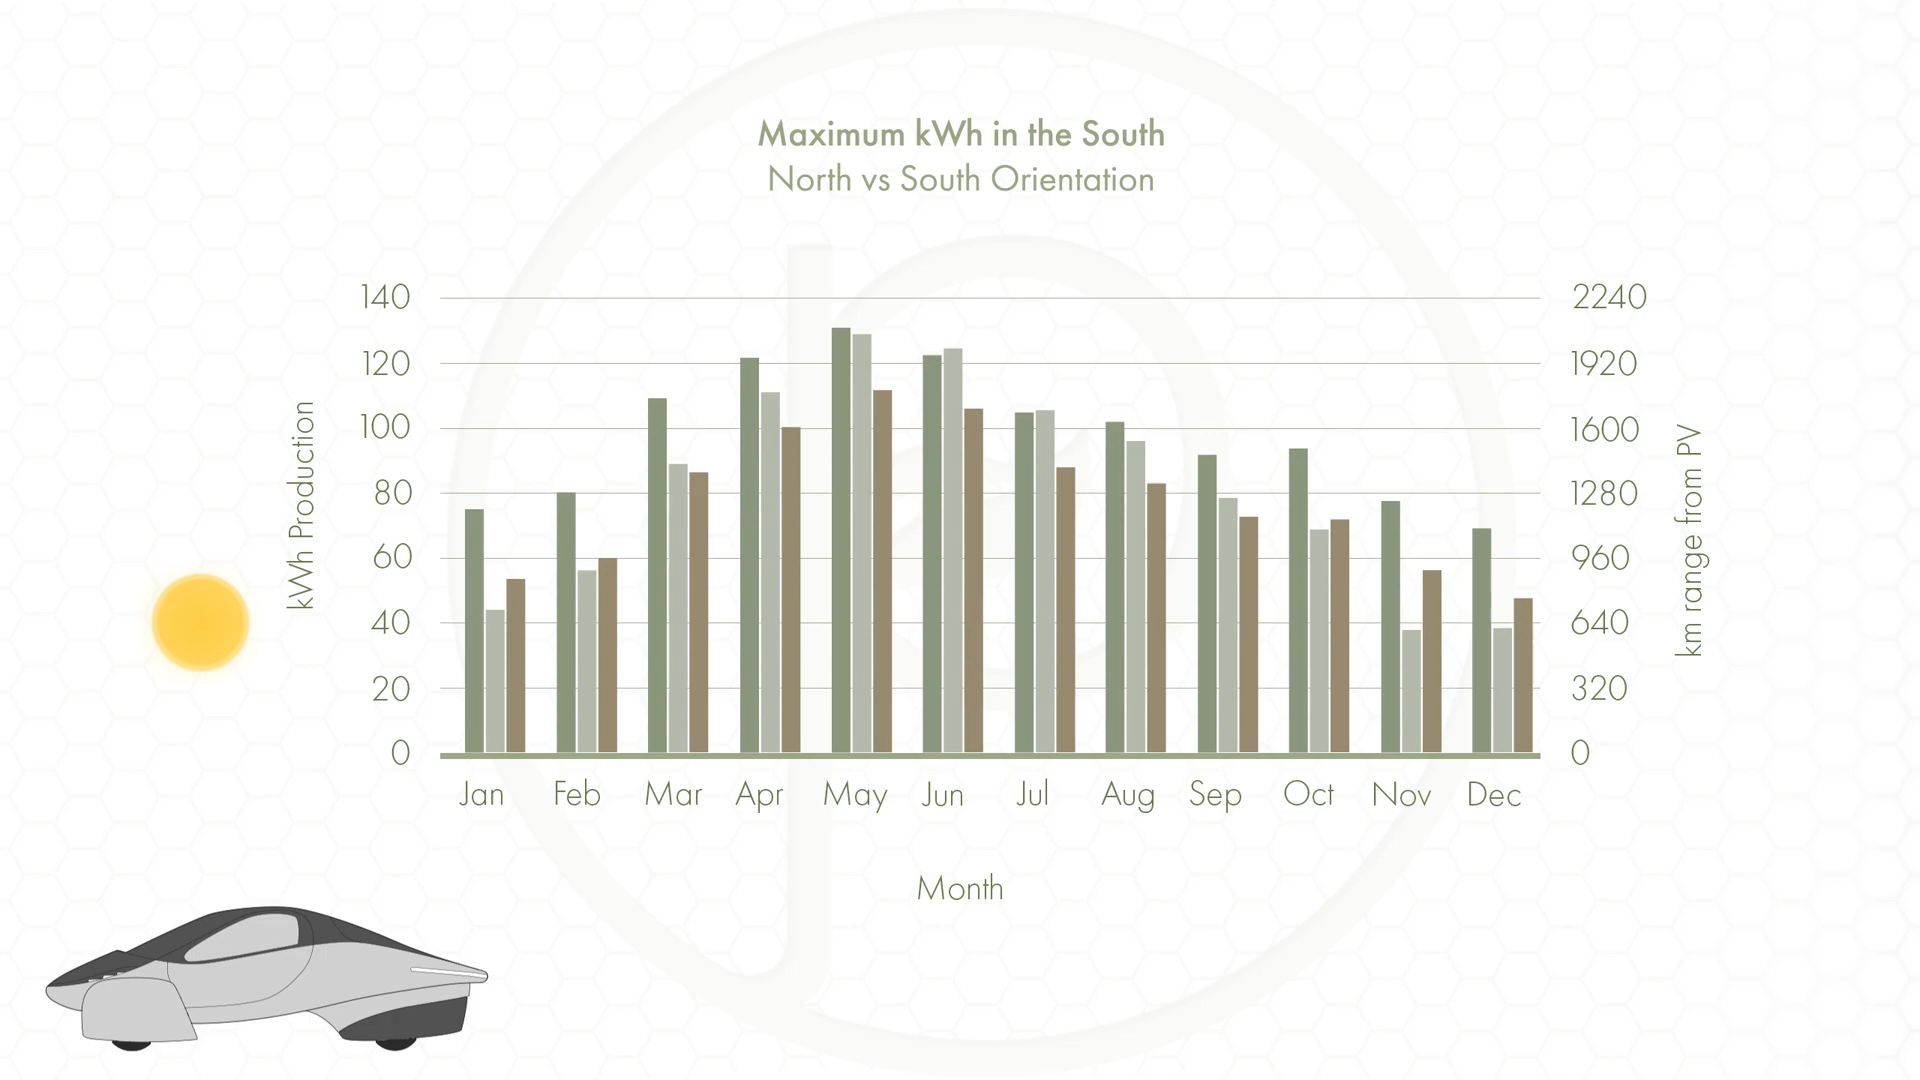 Maximum kWh in the South
North vs South Orientation
140
120
100
80
60
40
20
0
kWh Production
2240
1920
1600
1280
960
640
320
0
km range from PV
Jan Feb Mar Apr May Jun Jul Aug Sep Oct Nov Dec
Month